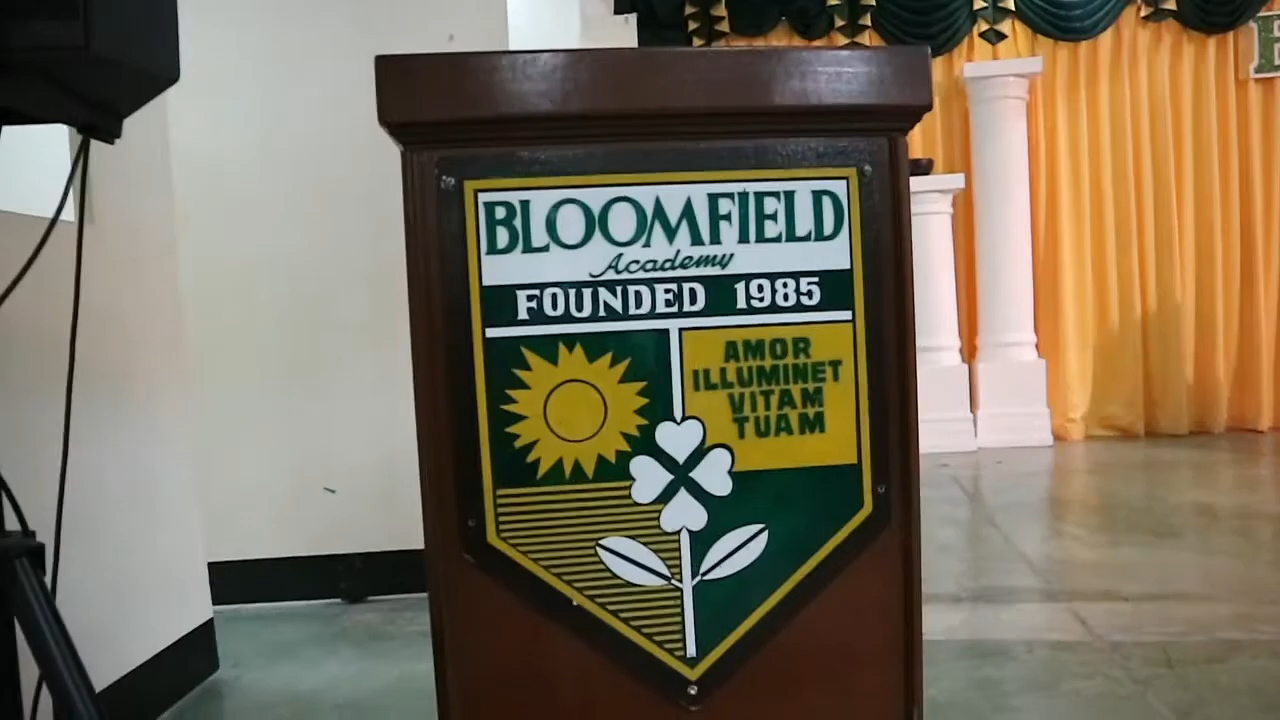 BLOOMFIELD
Academy
FOUNDED 1985
AMOR
ILLUMINET
VITAM
TUAM